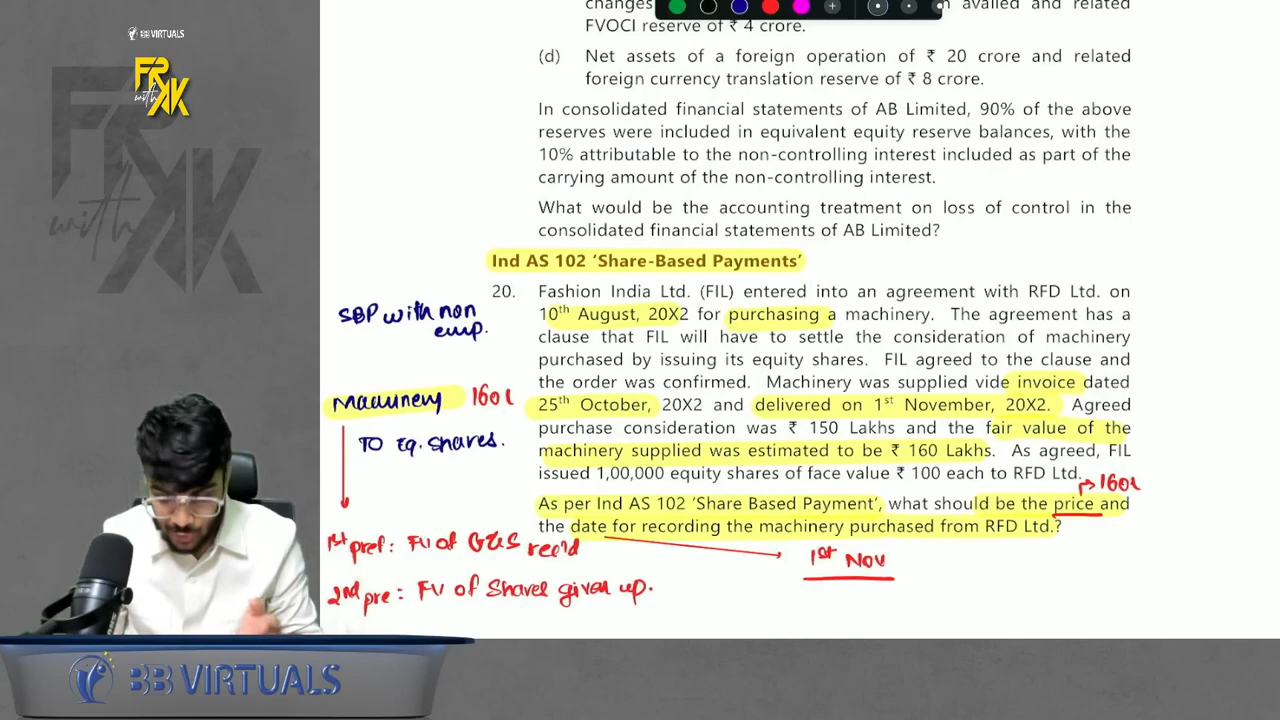 BB VIRTUALS
FR
with
AK
FR
with
AK
changes
availed and related
FVOCI reserve of ₹ 4 crore.
(d) Net assets of a foreign operation of ₹ 20 crore and related
foreign currency translation reserve of ₹ 8 crore.
In consolidated financial statements of AB Limited, 90% of the above
reserves were included in equivalent equity reserve balances, with the
10% attributable to the non-controlling interest included as part of the
carrying amount of the non-controlling interest.
What would be the accounting treatment on loss of control in the
consolidated financial statements of AB Limited?
Ind AS 102 ‘Share-Based Payments’
20. Fashion India Ltd. (FIL) entered into an agreement with RFD Ltd. on
10th August, 20X2 for purchasing a machinery. The agreement has a
clause that FIL will have to settle the consideration of machinery
purchased by issuing its equity shares. FIL agreed to the clause and
the order was confirmed. Machinery was supplied vide invoice dated
25th October, 20X2 and delivered on 1st November, 20X2. Agreed
purchase consideration was ₹ 150 Lakhs and the fair value of the
machinery supplied was estimated to be ₹ 160 Lakhs. As agreed, FIL
issued 1,00,000 equity shares of face value ₹ 100 each to RFD Ltd.
As per Ind AS 102 ‘Share Based Payment’, what should be the price and
the date for recording the machinery purchased from RFD Ltd.?
SBP with non
emp.
Machinery 160L
TO Eq. Shares.
160L
1st pref: FV of G&S recd
1st Nov
2nd pre: FV of Shares given up.
BB VIRTUALS